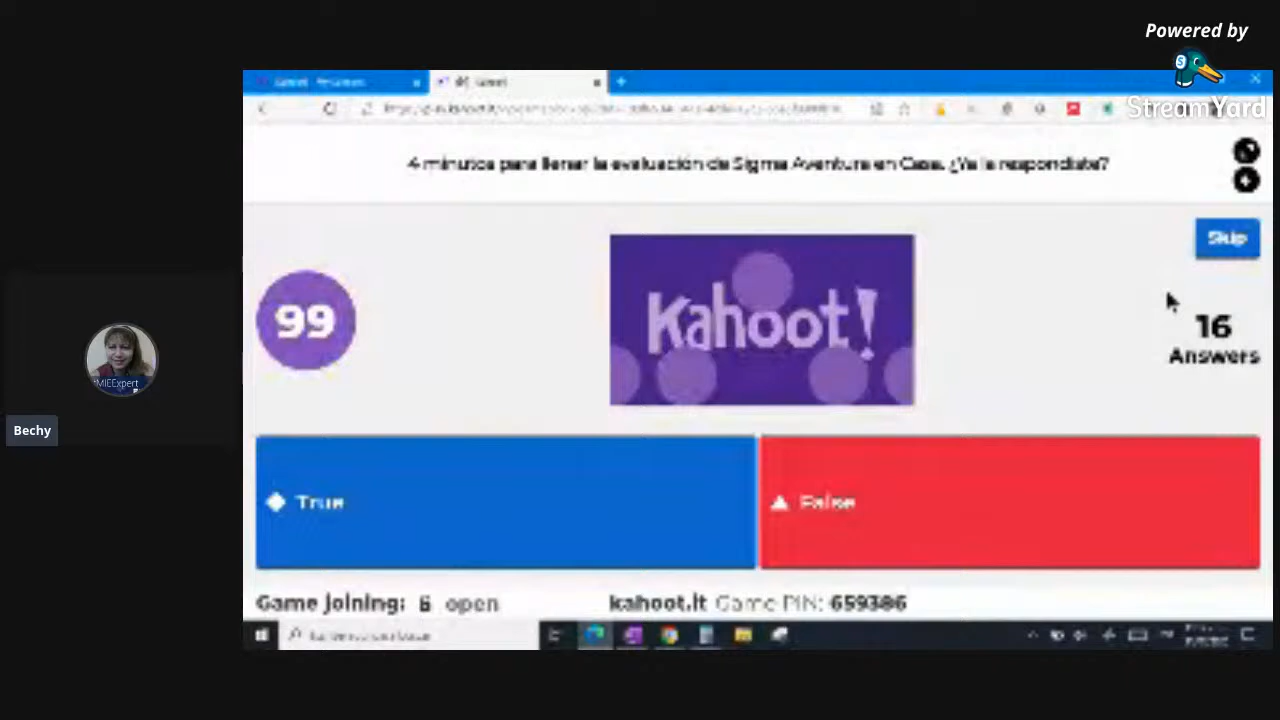 Powered by
StreamYard
4 minutos para llenar la evaluación de Sigma Aventura en Casa. ¿Ya la respondiste?
Skip
99
Kahoot!
16
Answers
MIEExpert
Bechy
True
False
Game joining: open
kahoot.it Game PIN: 659386